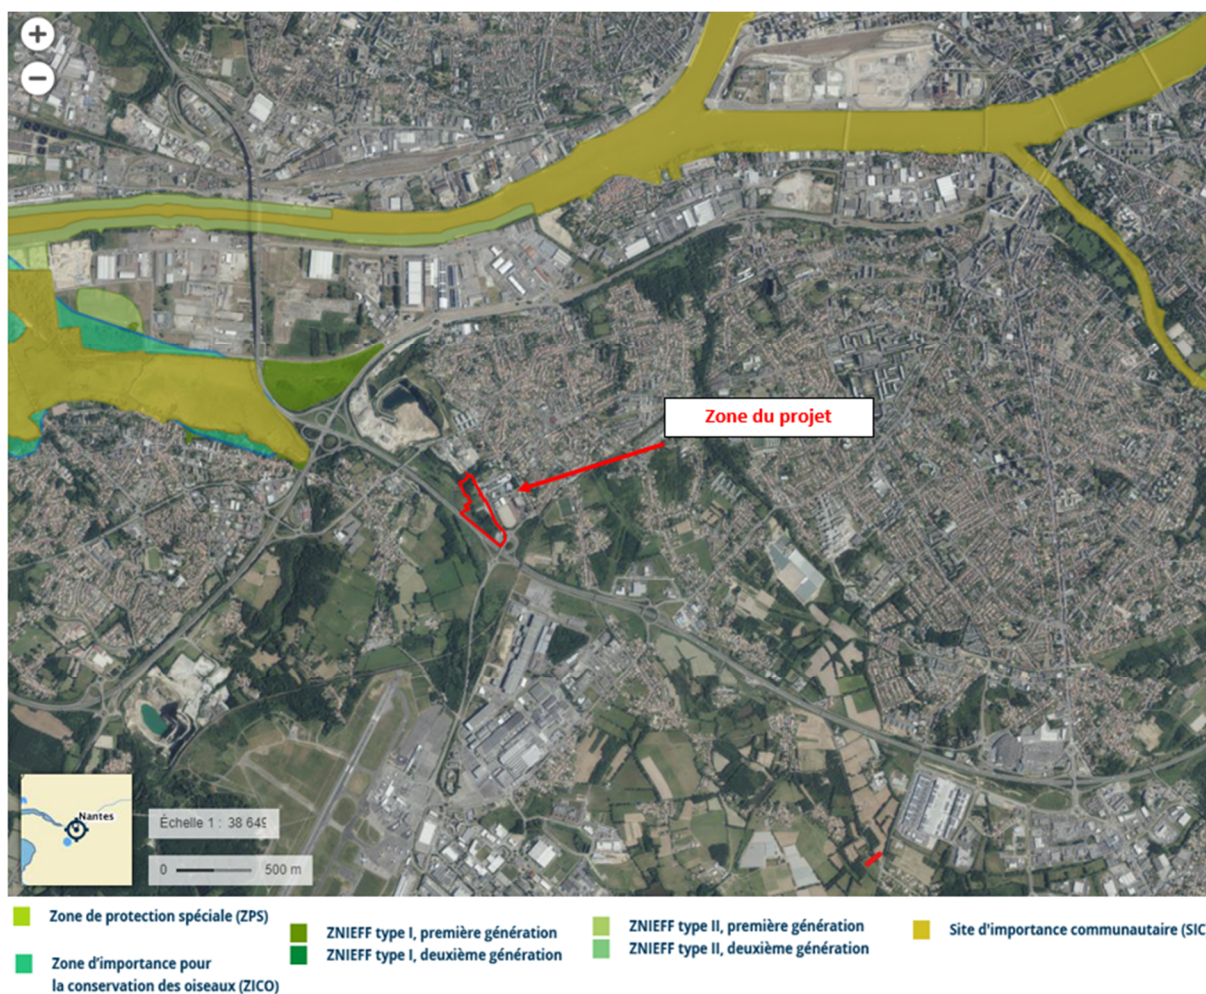 +
−
Zone du projet
Nantes
Échelle 1 : 38 649
0 500 m
Zone de protection spéciale (ZPS)
Zone d'importance pour
la conservation des oiseaux (ZICO)
ZNIEFF type I, première génération
ZNIEFF type I, deuxième génération
ZNIEFF type II, première génération
ZNIEFF type II, deuxième génération
Site d'importance communautaire (SIC